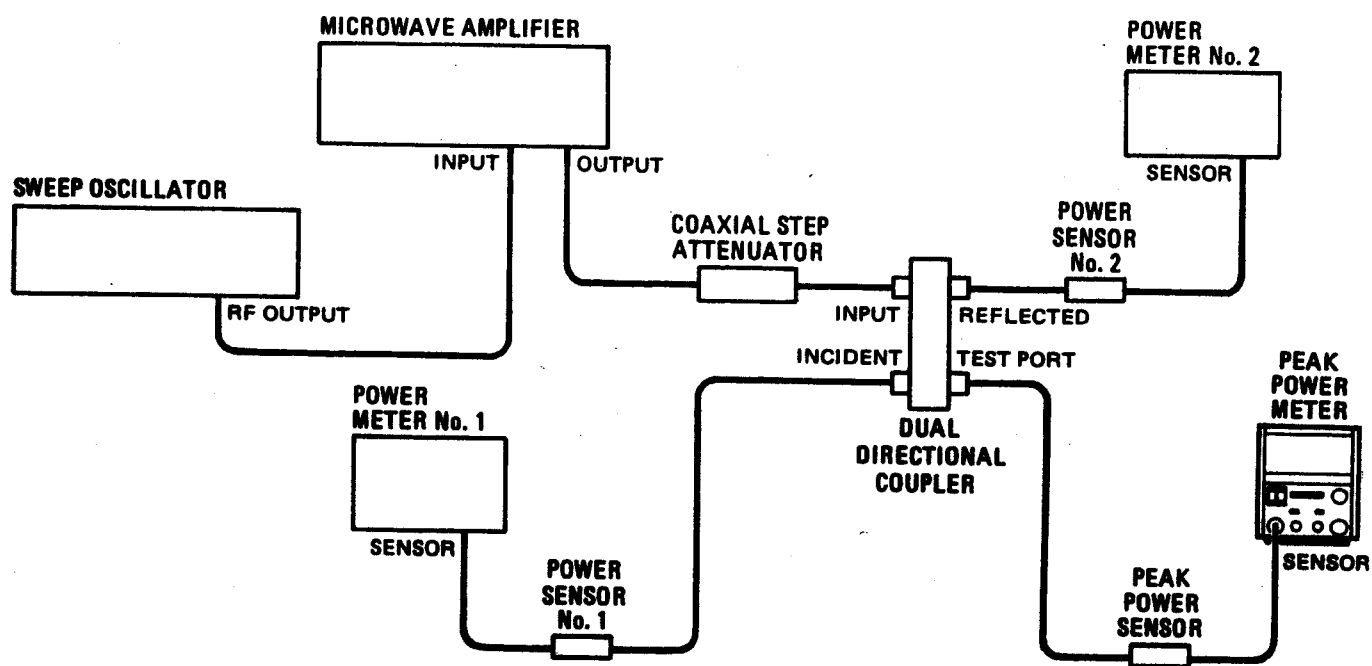 MICROWAVE AMPLIFIER
INPUT
OUTPUT
SWEEP OSCILLATOR
RF OUTPUT
COAXIAL STEP
ATTENUATOR
POWER
METER No. 2
SENSOR
POWER
SENSOR
No. 2
INPUT
REFLECTED
INCIDENT
TEST PORT
DUAL
DIRECTIONAL
COUPLER
POWER
METER No. 1
SENSOR
POWER
SENSOR
No. 1
PEAK
POWER
METER
SENSOR
PEAK
POWER
SENSOR